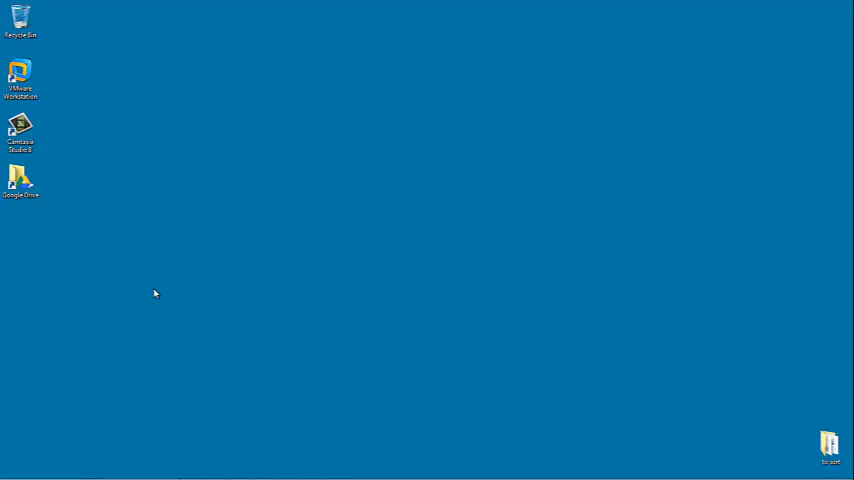 Recycle Bin
VMware
Workstation
Camtasia
Studio 8
Google Drive
to sort